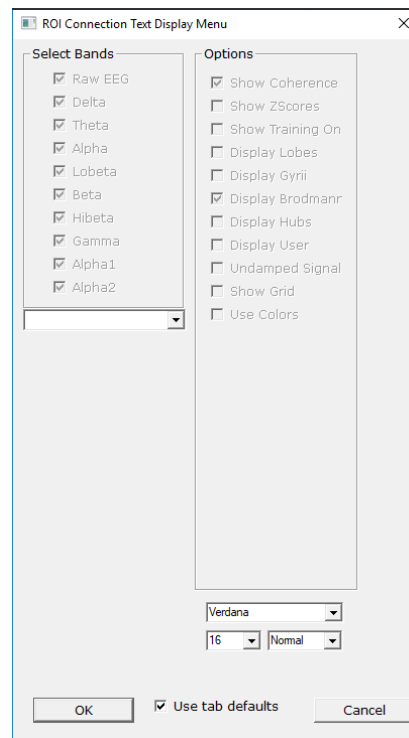 ROI Connection Text Display Menu
Select Bands
Raw EEG
Delta
Theta
Alpha
Lobeta
Beta
Hibeta
Gamma
Alpha1
Alpha2
Options
Show Coherence
Show ZScores
Show Training On
Display Lobes
Display Gyrii
Display Brodmanr
Display Hubs
Display User
Undamped Signal
Show Grid
Use Colors
Verdana
16 Normal
OK Use tab defaults Cancel